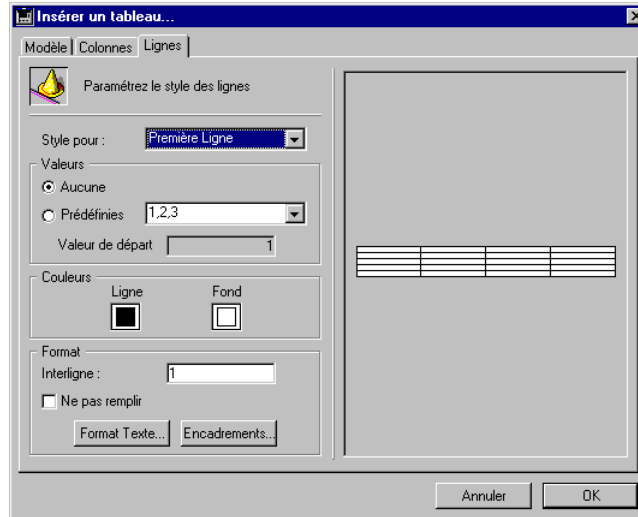 Insérer un tableau...
Modèle Colonnes Lignes
Paramétrez le style des lignes
Style pour : Première Ligne
Valeurs
Aucune
Prédéfinies 1,2,3
Valeur de départ 1
Couleurs
Ligne Fond
Format
Interligne : 1
Ne pas remplir
Format Texte... Encadrements...
Annuler OK